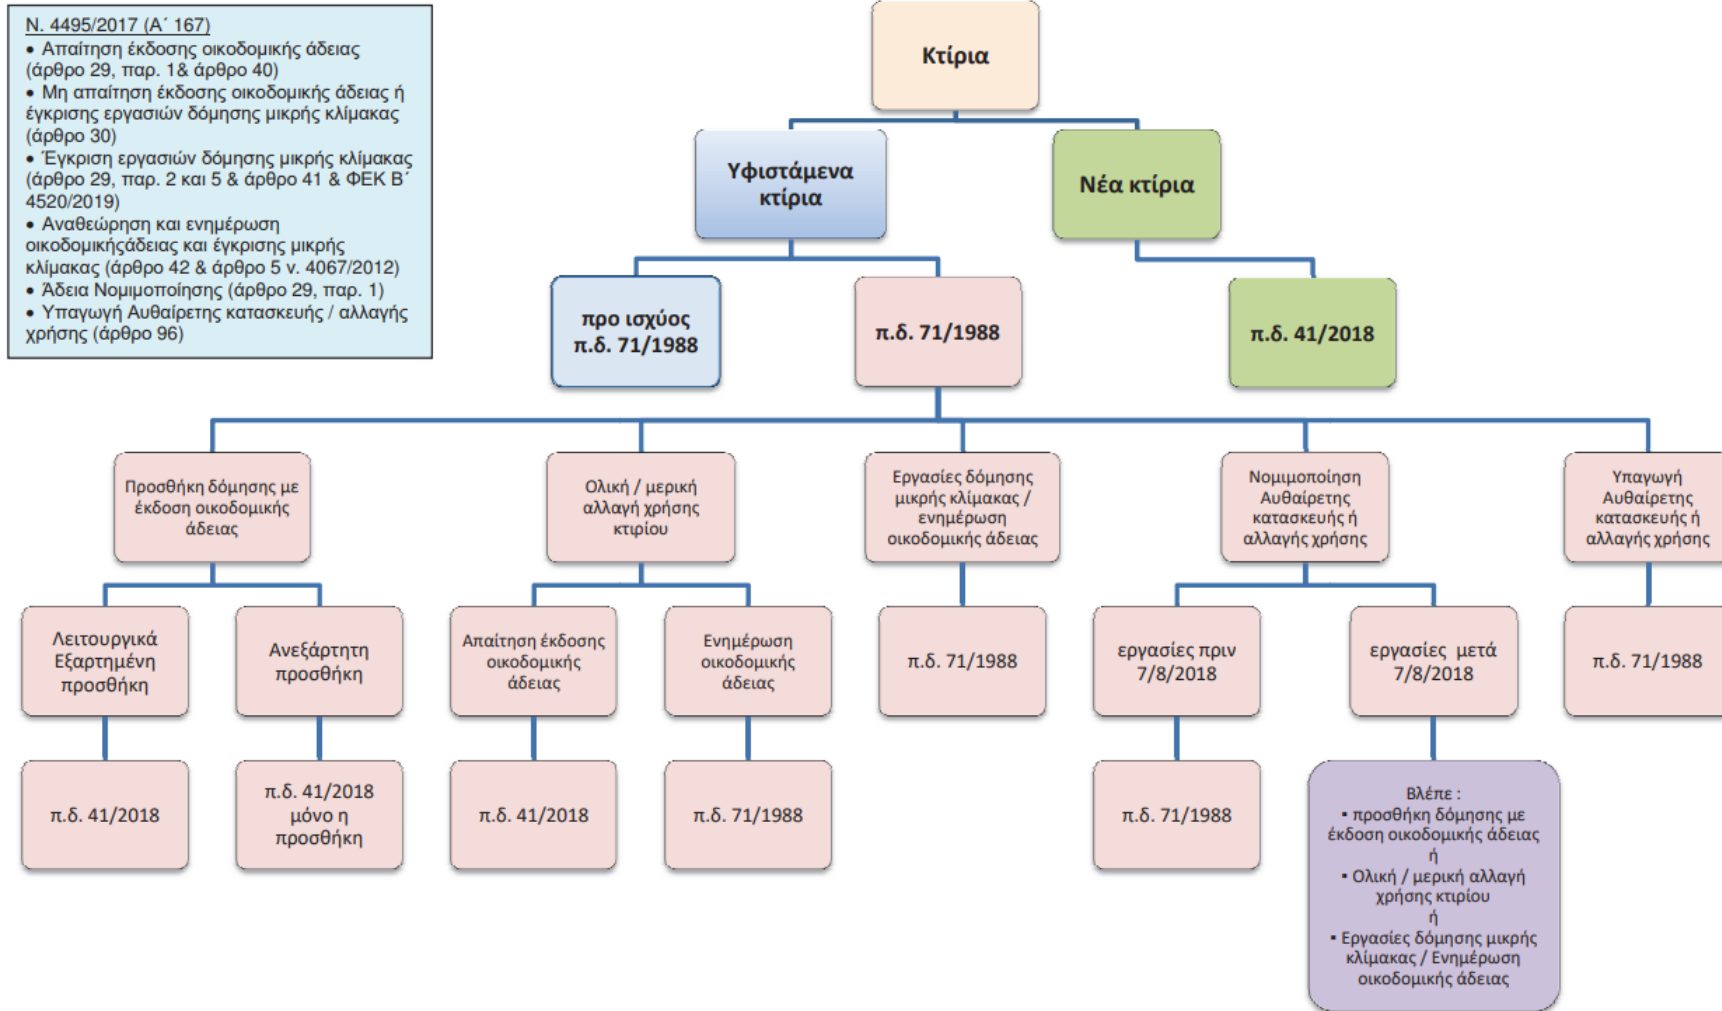 Ν. 4495/2017 (Α΄ 167)
• Απαίτηση έκδοσης οικοδομικής άδειας
(άρθρο 29, παρ. 1& άρθρο 40)
• Μη απαίτηση έκδοσης οικοδομικής άδειας ή
έγκρισης εργασιών δόμησης μικρής κλίμακας
(άρθρο 30)
• Έγκριση εργασιών δόμησης μικρής κλίμακας
(άρθρο 29, παρ. 2 και 5 & άρθρο 41 & ΦΕΚ Β΄
4520/2019)
• Αναθεώρηση και ενημέρωση
οικοδομικήςάδειας και έγκρισης μικρής
κλίμακας (άρθρο 42 & άρθρο 5 ν. 4067/2012)
• Άδεια Νομιμοποίησης (άρθρο 29, παρ. 1)
• Υπαγωγή Αυθαίρετης κατασκευής / αλλαγής
χρήσης (άρθρο 96)
Κτίρια
Υφιστάμενα
κτίρια
Νέα κτίρια
προ ισχύος
π.δ. 71/1988
π.δ. 71/1988
π.δ. 41/2018
Προσθήκη δόμησης με
έκδοση οικοδομικής
άδειας
Ολική / μερική
αλλαγή χρήσης
κτιρίου
Εργασίες δόμησης
μικρής κλίμακας /
ενημέρωση
οικοδομικής άδειας
Νομιμοποίηση
Αυθαίρετης
κατασκευής ή
αλλαγής χρήσης
Υπαγωγή
Αυθαίρετης
κατασκευής ή
αλλαγής χρήσης
Λειτουργικά
Εξαρτημένη
προσθήκη
Ανεξάρτητη
προσθήκη
Απαίτηση έκδοσης
οικοδομικής
άδειας
Ενημέρωση
οικοδομικής
άδειας
π.δ. 71/1988
εργασίες πριν
7/8/2018
εργασίες μετά
7/8/2018
π.δ. 71/1988
π.δ. 41/2018
π.δ. 41/2018
μόνο η
προσθήκη
π.δ. 41/2018
π.δ. 71/1988
π.δ. 71/1988
Βλέπε :
▪ προσθήκη δόμησης με
έκδοση οικοδομικής άδειας
ή
▪ Ολική / μερική αλλαγή
χρήσης κτιρίου
ή
▪ Εργασίες δόμησης μικρής
κλίμακας / Ενημέρωση
οικοδομικής άδειας